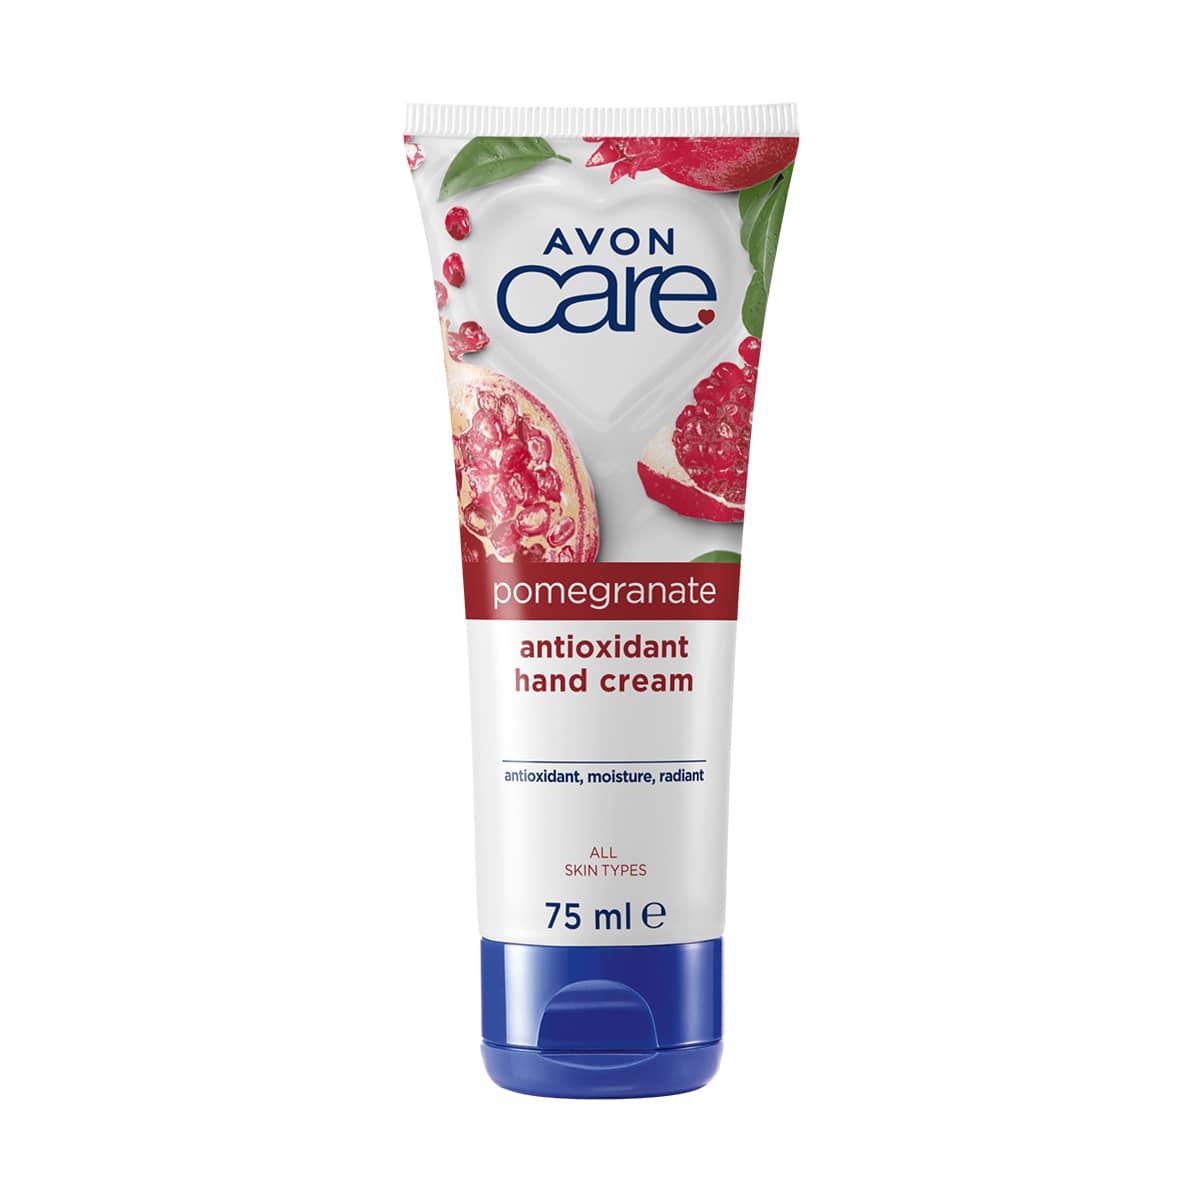 AVON
care
pomegranate
antioxidant
hand cream
antioxidant, moisture, radiant
ALL
SKIN TYPES
75 ml ℮